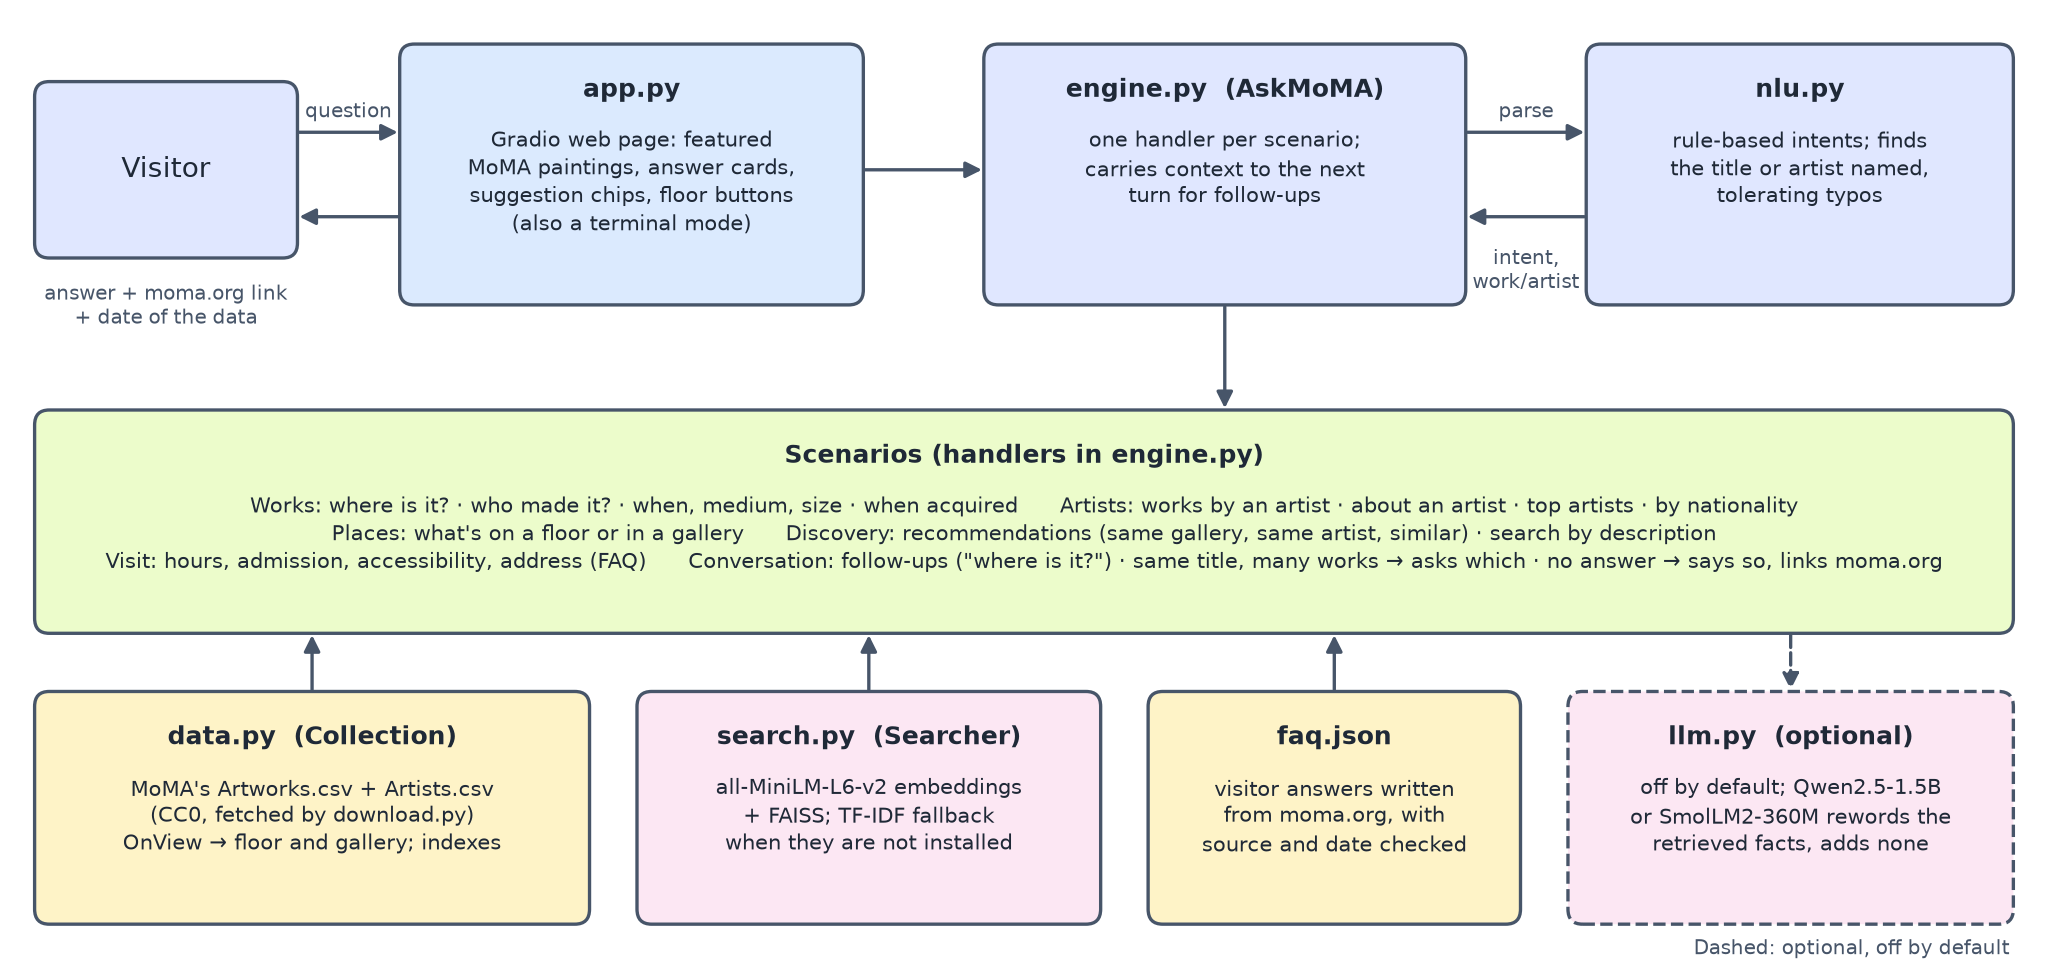 Visitor
question
answer + moma.org link
+ date of the data
app.py
Gradio web page: featured
MoMA paintings, answer cards,
suggestion chips, floor buttons
(also a terminal mode)
engine.py (AskMoMA)
one handler per scenario;
carries context to the next
turn for follow-ups
parse
intent,
work/artist
nlu.py
rule-based intents; finds
the title or artist named,
tolerating typos
Scenarios (handlers in engine.py)
Works: where is it? · who made it? · when, medium, size · when acquired Artists: works by an artist · about an artist · top artists · by nationality
Places: what's on a floor or in a gallery Discovery: recommendations (same gallery, same artist, similar) · search by description
Visit: hours, admission, accessibility, address (FAQ) Conversation: follow-ups ("where is it?") · same title, many works → asks which · no answer → says so, links moma.org
data.py (Collection)
MoMA's Artworks.csv + Artists.csv
(CC0, fetched by download.py)
OnView → floor and gallery; indexes
search.py (Searcher)
all-MiniLM-L6-v2 embeddings
+ FAISS; TF-IDF fallback
when they are not installed
faq.json
visitor answers written
from moma.org, with
source and date checked
llm.py (optional)
off by default; Qwen2.5-1.5B
or SmolLM2-360M rewords the
retrieved facts, adds none
Dashed: optional, off by default